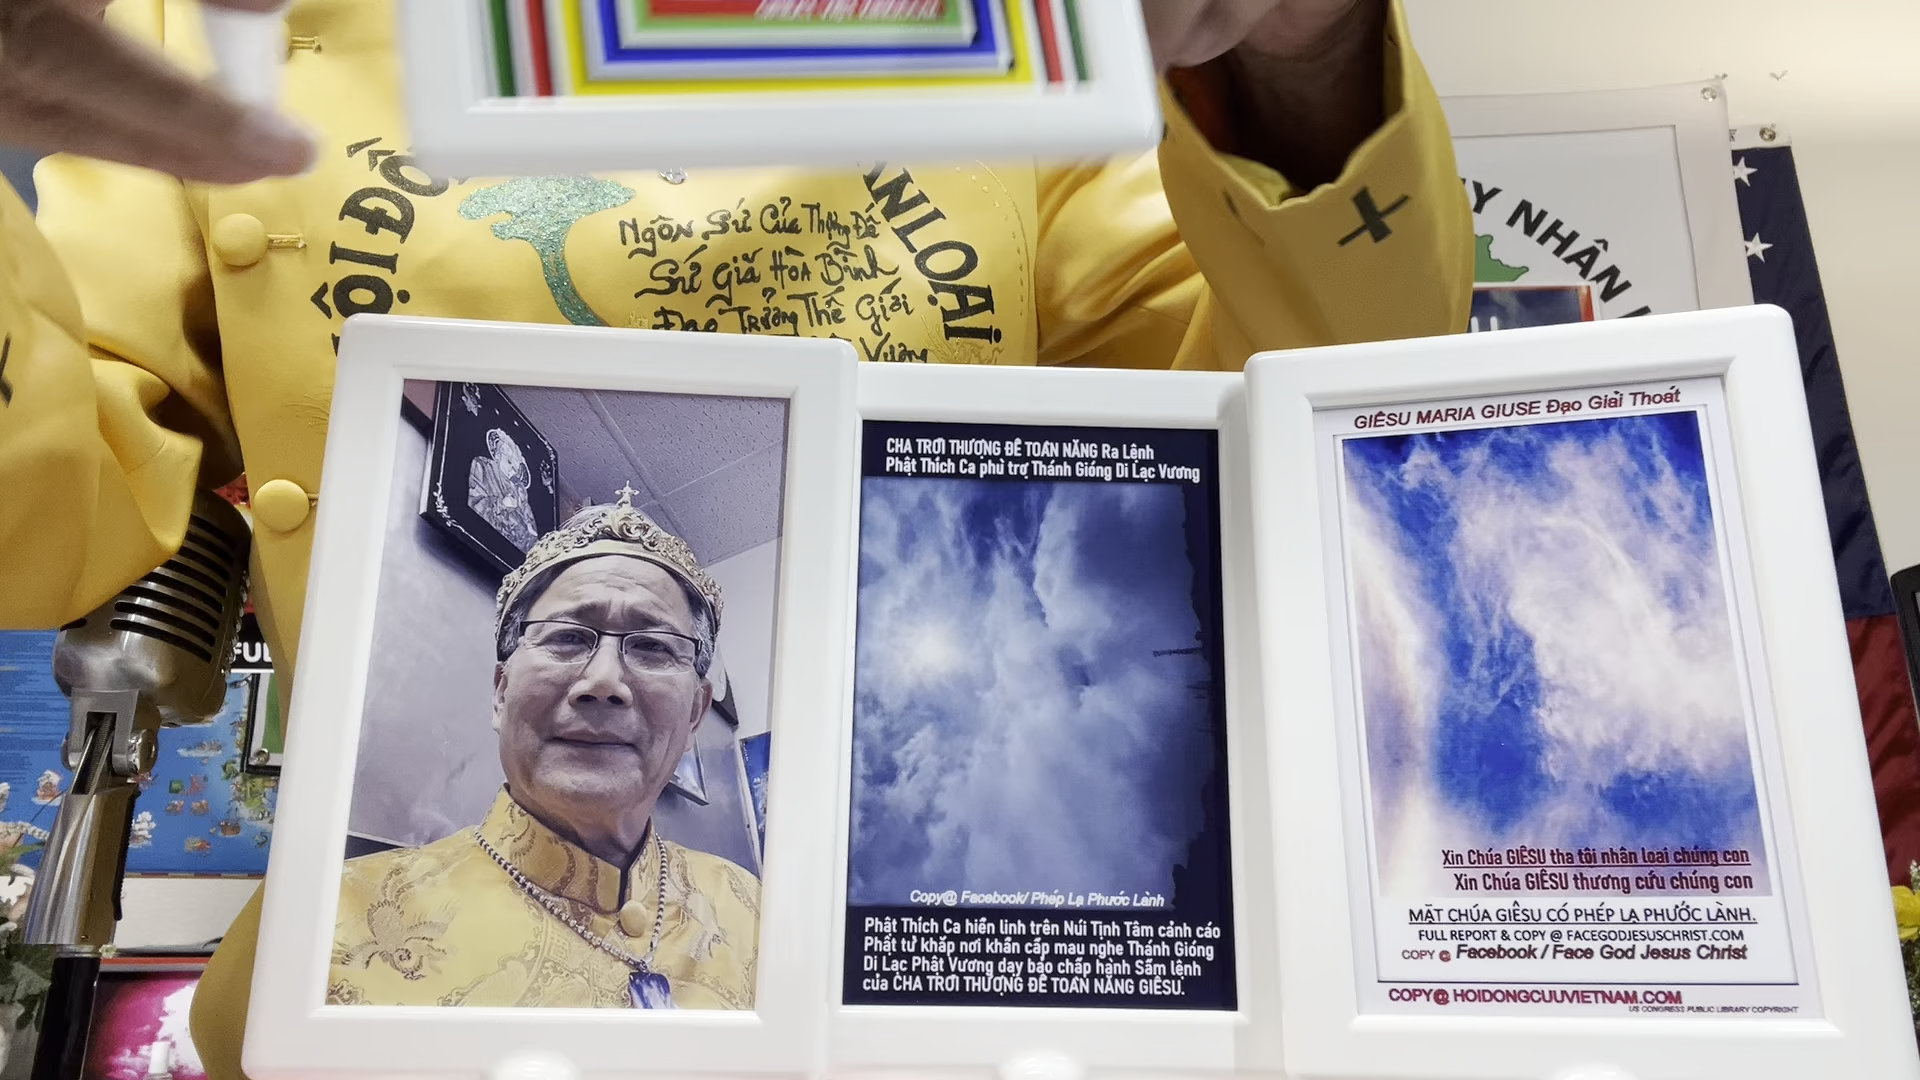 ỘI ĐỒ
ANLOẠI
Ngôn Sứ Của Thượng Đế
Sứ Giả Hòa Bình
Đạo Trưởng Thế Giới
Vương
Y NHÂN
FUL
CHA TRỜI THƯỢNG ĐẾ TOÀN NĂNG Ra Lệnh
Phật Thích Ca phù trợ Thánh Gióng Di Lạc Vương
Copy@ Facebook/ Phép Lạ Phước Lành
Phật Thích Ca hiển linh trên Núi Tịnh Tâm cảnh cáo
Phật tử khắp nơi khẩn cấp mau nghe Thánh Gióng
Di Lạc Phật Vương dạy bảo chấp hành Sấm lệnh
của CHA TRỜI THƯỢNG ĐẾ TOÀN NĂNG GIÊSU.
GIÊSU MARIA GIUSE Đạo Giải Thoát
Xin Chúa GIÊSU tha tội nhân loại chúng con
Xin Chúa GIÊSU thương cứu chúng con
MẶT CHÚA GIÊSU CÓ PHÉP LẠ PHƯỚC LÀNH.
FULL REPORT & COPY @ FACEGODJESUSCHRIST.COM
COPY @ Facebook / Face God Jesus Christ
COPY@ HOIDONGCUUVIETNAM.COM
US CONGRESS PUBLIC LIBRARY COPYRIGHT